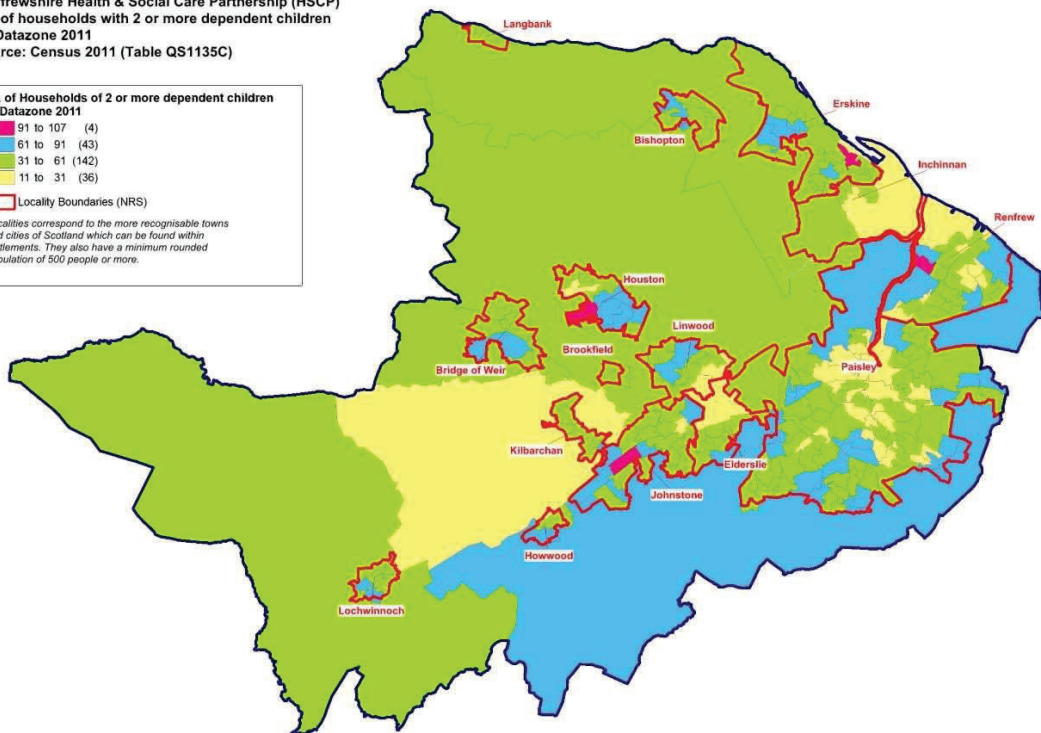 frewshire Health & Social Care Partnership (HSCP)
of households with 2 or more dependent children
Datazone 2011
rce: Census 2011 (Table QS1135C)
of Households of 2 or more dependent children
Datazone 2011
91 to 107 (4)
61 to 91 (43)
31 to 61 (142)
11 to 31 (36)
Locality Boundaries (NRS)
calities correspond to the more recognisable towns
d cities of Scotland which can be found within
ttlements. They also have a minimum rounded
pulation of 500 people or more.
Langbank
Erskine
Bishopton
Inchinnan
Renfrew
Houston
Linwood
Brookfield
Bridge of Weir
Paisley
Kilbarchan
Elderslie
Johnstone
Howwood
Lochwinnoch